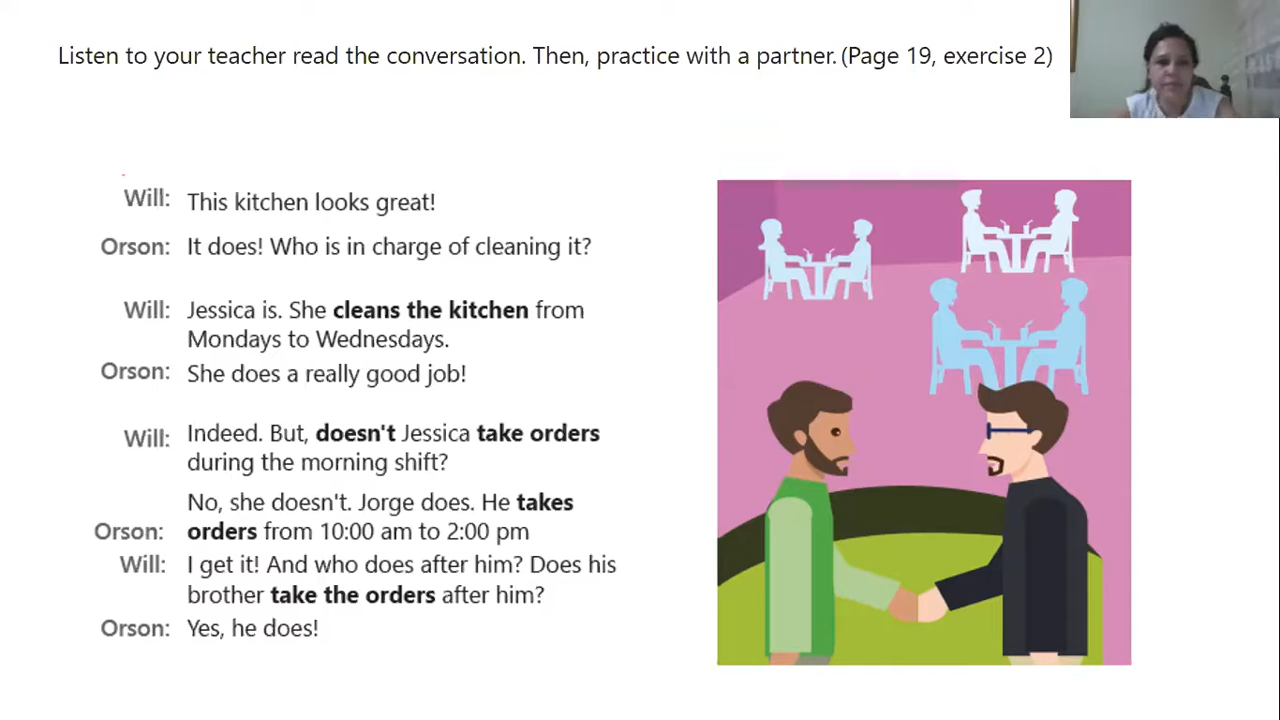 Listen to your teacher read the conversation. Then, practice with a partner. (Page 19, exercise 2)
Will: This kitchen looks great!
Orson: It does! Who is in charge of cleaning it?
Will: Jessica is. She cleans the kitchen from
Mondays to Wednesdays.
Orson: She does a really good job!
Will: Indeed. But, doesn't Jessica take orders
during the morning shift?
No, she doesn't. Jorge does. He takes
Orson: orders from 10:00 am to 2:00 pm
Will: I get it! And who does after him? Does his
brother take the orders after him?
Orson: Yes, he does!